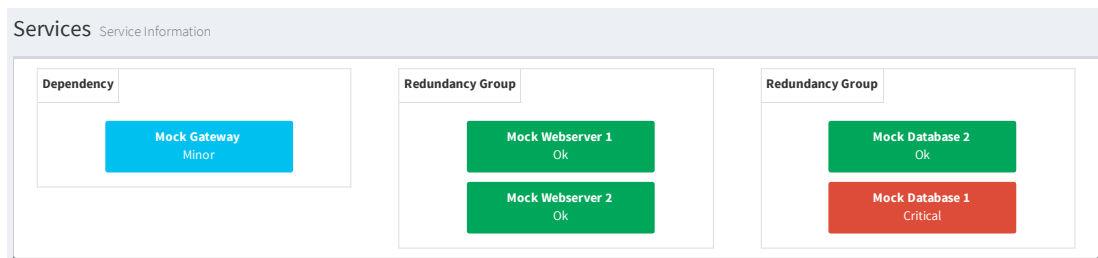 Services Service Information
Dependency
Mock Gateway
Minor
Redundancy Group
Mock Webserver 1
Ok
Mock Webserver 2
Ok
Redundancy Group
Mock Database 2
Ok
Mock Database 1
Critical